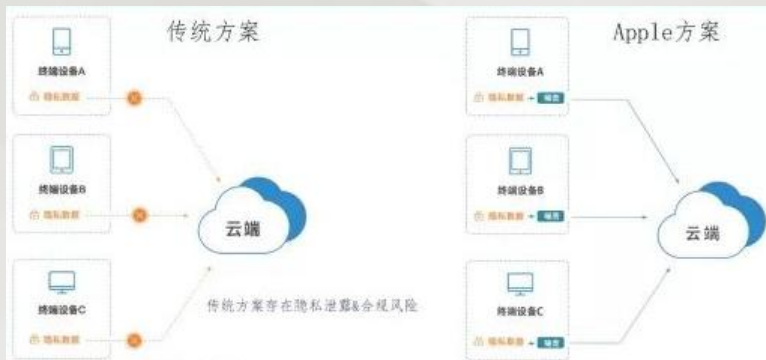 传统方案
终端设备A
隐私数据
终端设备B
隐私数据
云端
终端设备C
隐私数据
传统方案存在隐私泄露&合规风险
Apple方案
终端设备A
隐私数据 + 噪声
终端设备B
隐私数据 + 噪声
云端
终端设备C
隐私数据 + 噪声